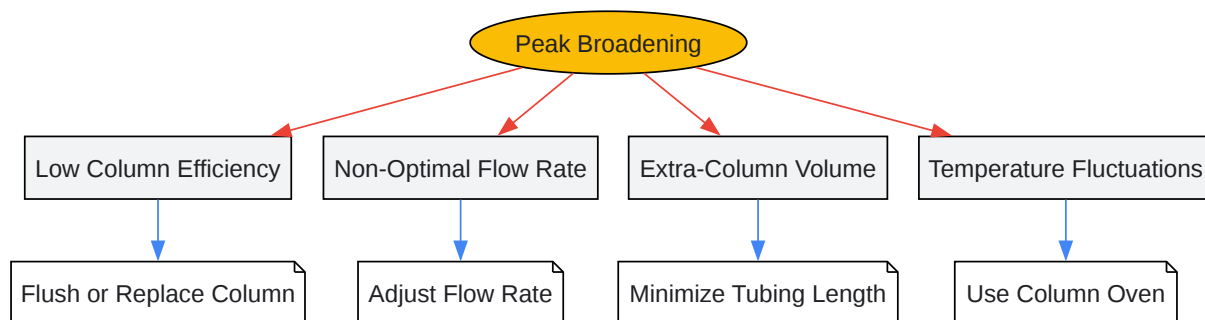 Peak Broadening
Low Column Efficiency
Non-Optimal Flow Rate
Extra-Column Volume
Temperature Fluctuations
Flush or Replace Column
Adjust Flow Rate
Minimize Tubing Length
Use Column Oven